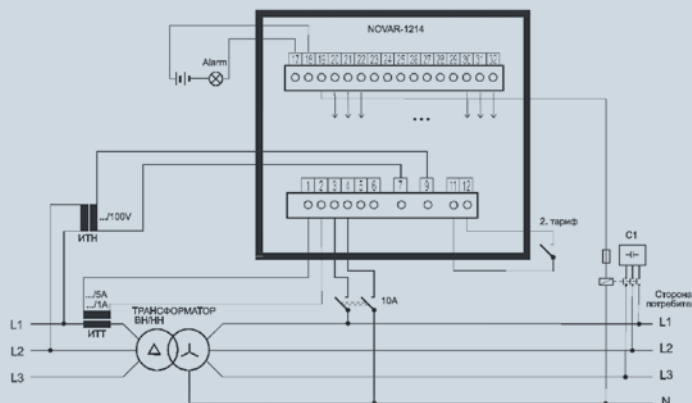 NOVAR-1214
Alarm
17 18 19 20 21 22 23 24 25 26 27 28 29 30 31 32
1 2 3 4 5 6 7 9 11 12
.../100V
ИТН
2. тариф
C1
.../5A
.../1A
10A
Сторона
потребите
ТРАНСФОРМАТОР
ВН/НН
L1
ИТТ
L1
L2
L2
L3
L3
N